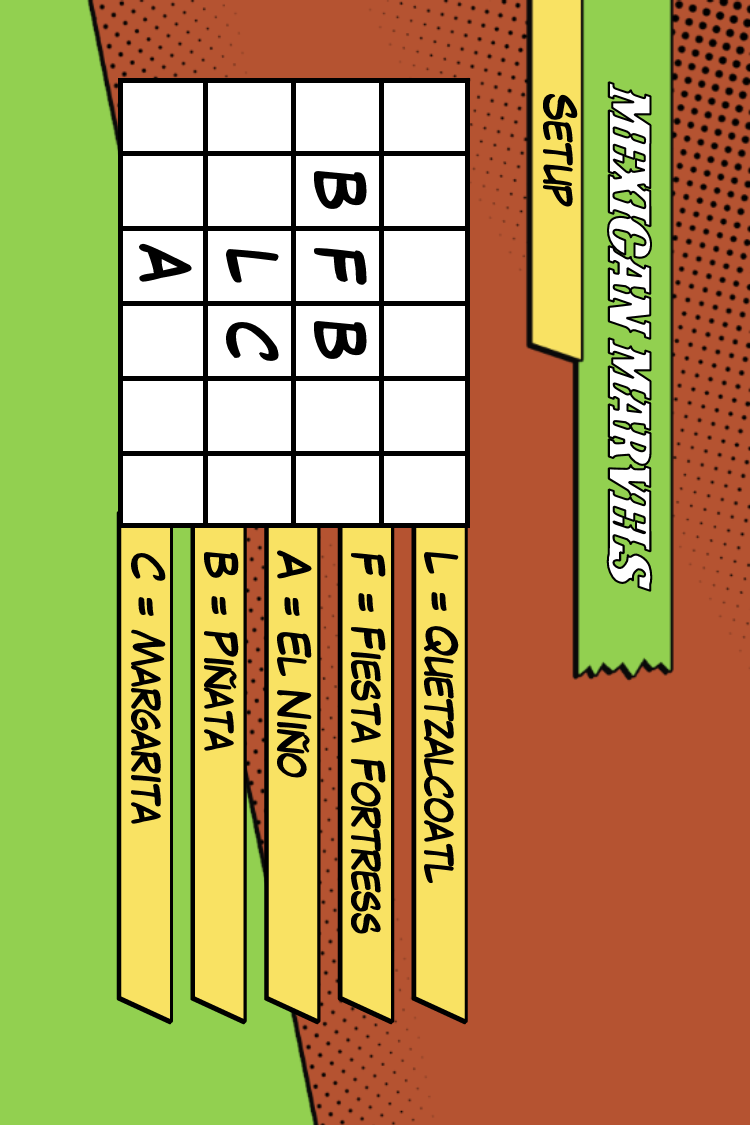 MEXICAN MARVELS
SETUP
B F B
L C
A
L = QUETZALCOATL
F = FIESTA FORTRESS
A = EL NIÑO
B = PIÑATA
C = MARGARITA